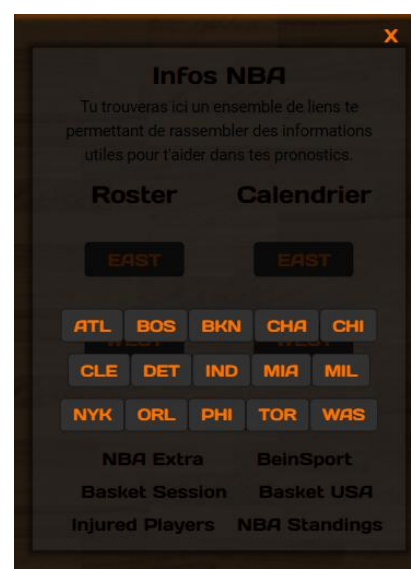 X
Infos NBA
Tu trouveras ici un ensemble de liens te
permettant de rassembler des informations
utiles pour t'aider dans tes pronostics.
Roster Calendrier
EAST EAST
ATL BOS BKN CHA CHI
WEST WEST
CLE DET IND MIA MIL
NYK ORL PHI TOR WAS
NBA Extra BeinSport
Basket Session Basket USA
Injured Players NBA Standings